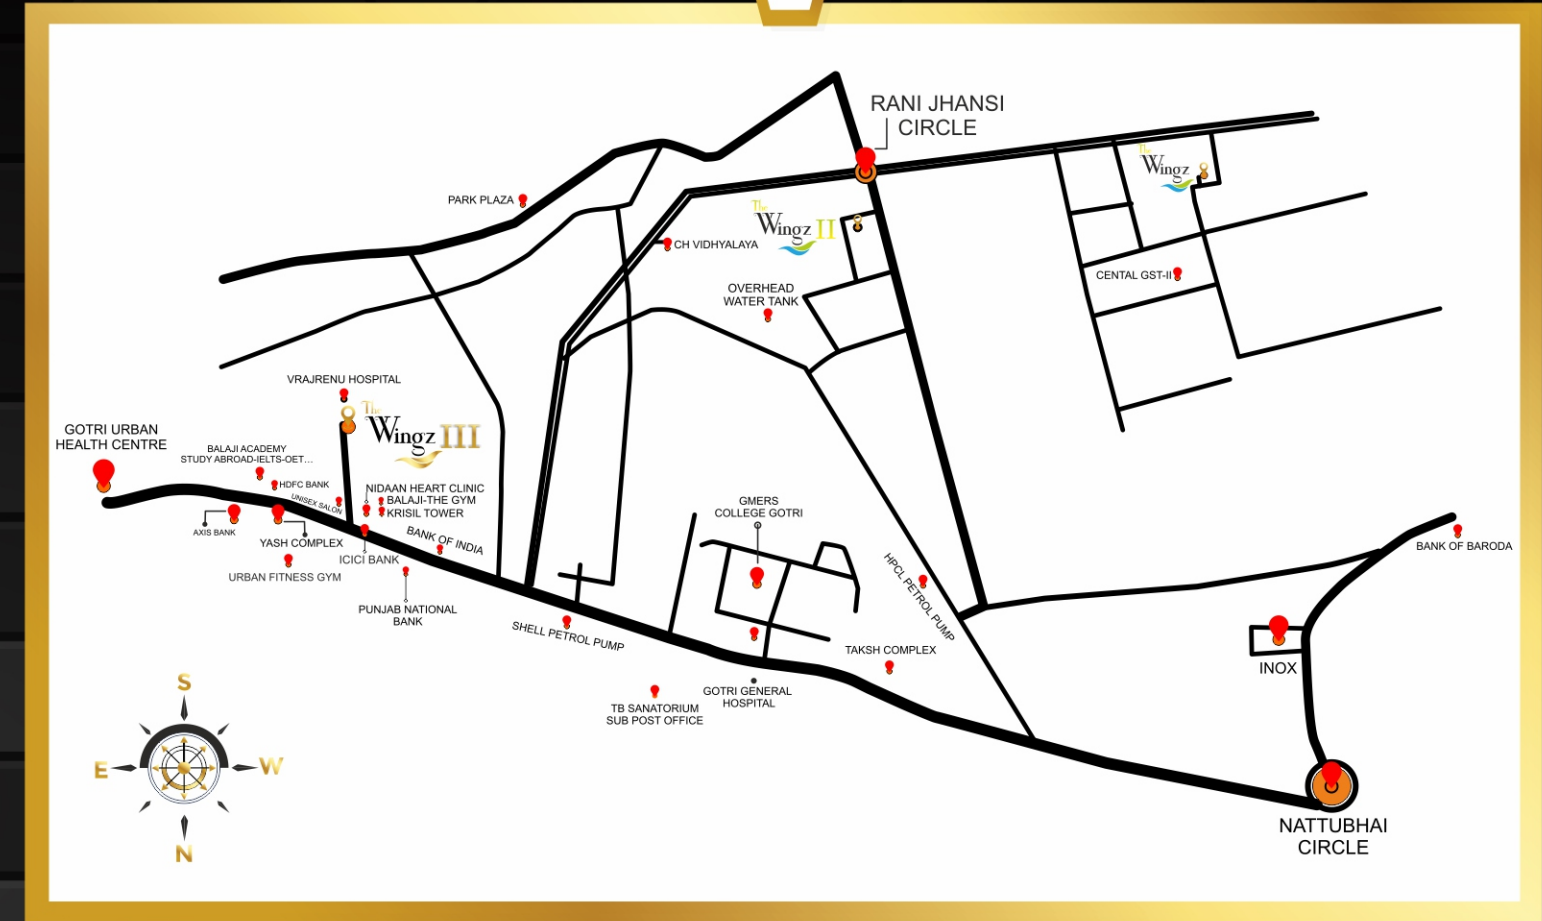 RANI JHANSI
CIRCLE
The
Wingz
PARK PLAZA
The
Wingz II
CH VIDHYALAYA
CENTAL GST-II
OVERHEAD
WATER TANK
VRAJRENU HOSPITAL
The
Wingz III
GOTRI URBAN
HEALTH CENTRE
BALAJI ACADEMY
STUDY ABROAD-IELTS-OET...
HDFC BANK
UNISEX SALON
NIDAAN HEART CLINIC
BALAJI-THE GYM
KRISIL TOWER
AXIS BANK
YASH COMPLEX
ICICI BANK
BANK OF INDIA
URBAN FITNESS GYM
PUNJAB NATIONAL
BANK
GMERS
COLLEGE GOTRI
HPCL PETROL PUMP
BANK OF BARODA
SHELL PETROL PUMP
TAKSH COMPLEX
INOX
GOTRI GENERAL
HOSPITAL
TB SANATORIUM
SUB POST OFFICE
S
E
W
N
NATTUBHAI
CIRCLE